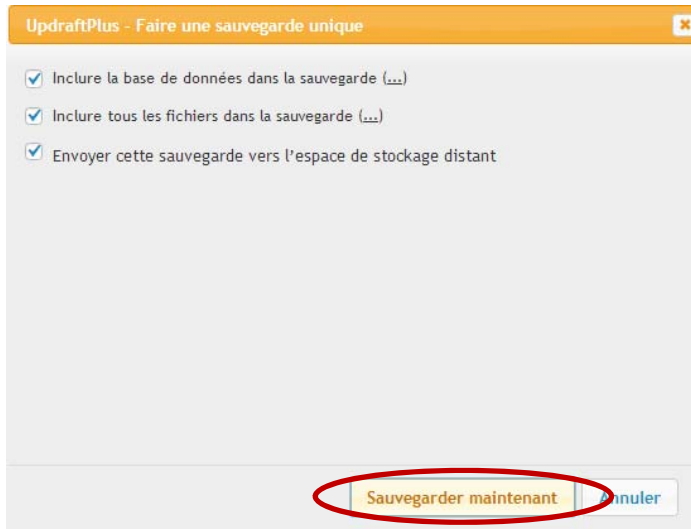 UpdraftPlus - Faire une sauvegarde unique
Inclure la base de données dans la sauvegarde (...)
Inclure tous les fichiers dans la sauvegarde (...)
Envoyer cette sauvegarde vers l'espace de stockage distant
Sauvegarder maintenant
Annuler